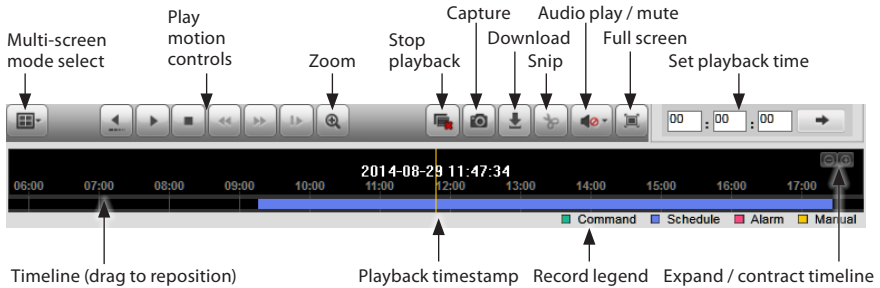 Capture
Audio play / mute
Play
motion
controls
Multi-screen
mode select
Zoom
Stop
playback
Download
Snip
Full screen
Set playback time
00 : 00 : 00
2014-08-29 11:47:34
06:00 07:00 08:00 09:00 10:00 11:00 12:00 13:00 14:00 15:00 16:00 17:00
Command Schedule Alarm Manual
Timeline (drag to reposition)
Playback timestamp
Record legend
Expand / contract timeline